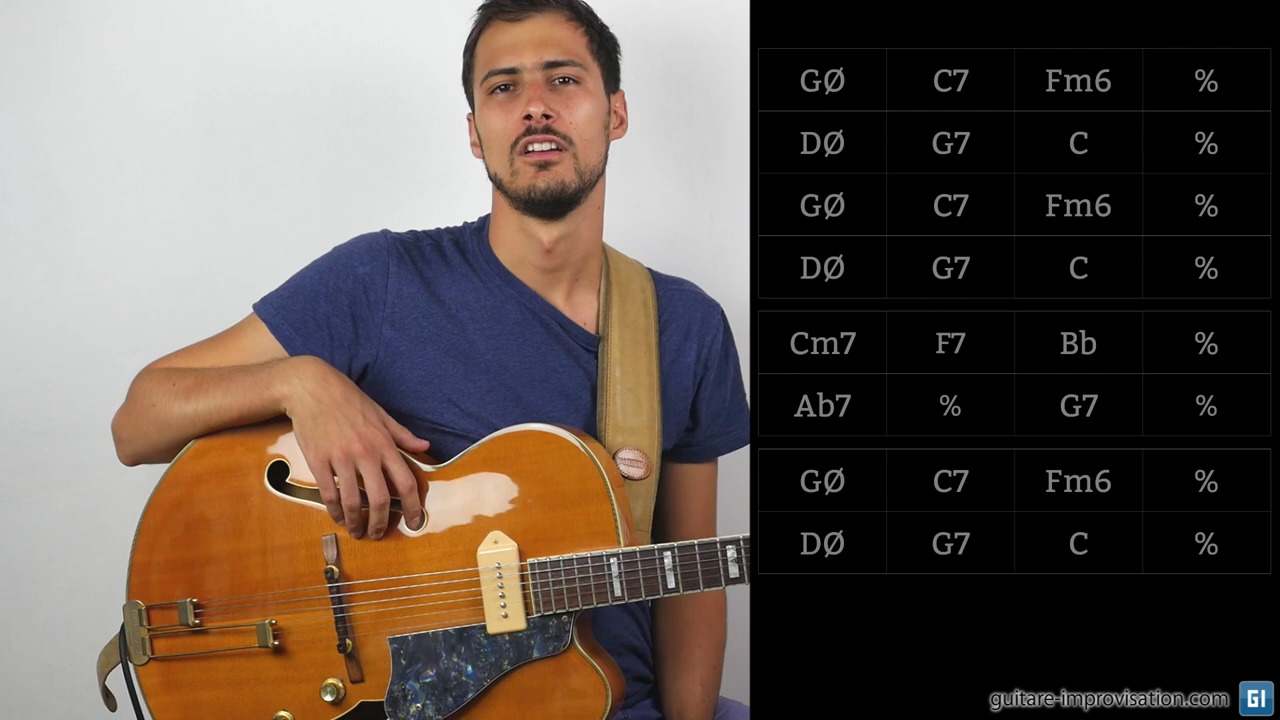 GØ C7 Fm6 %
DØ G7 C %
GØ C7 Fm6 %
DØ G7 C %
Cm7 F7 Bb %
Ab7 % G7 %
GØ C7 Fm6 %
DØ G7 C %
guitare-improvisation.com GI